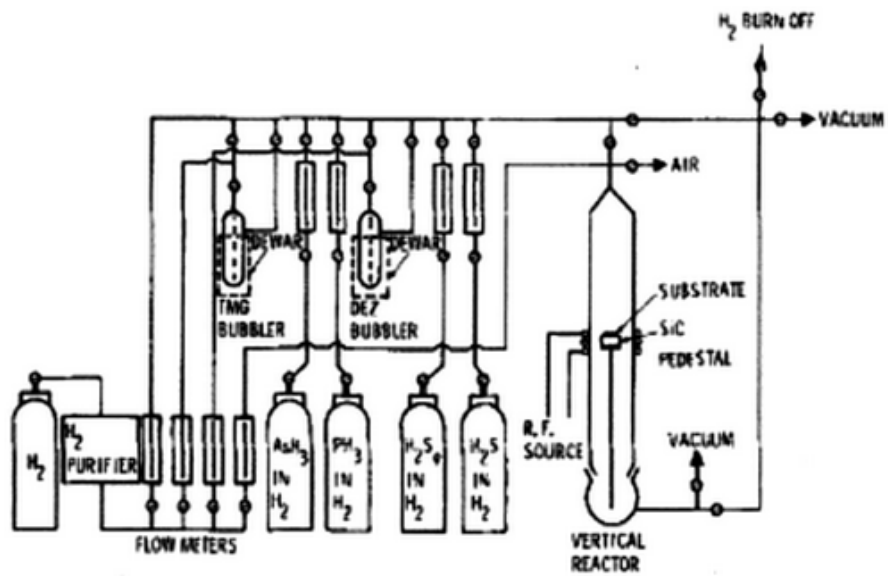 H2 BURN OFF
VACUUM
AIR
DEWAR
DEWAR
TMG
BUBBLER
DEZ
BUBBLER
SUBSTRATE
SiC
PEDESTAL
R.F.
SOURCE
VACUUM
H2
H2
PURIFIER
AsH3
IN
H2
PH3
IN
H2
H2Se
IN
H2
H2S
IN
H2
FLOW METERS
VERTICAL
REACTOR